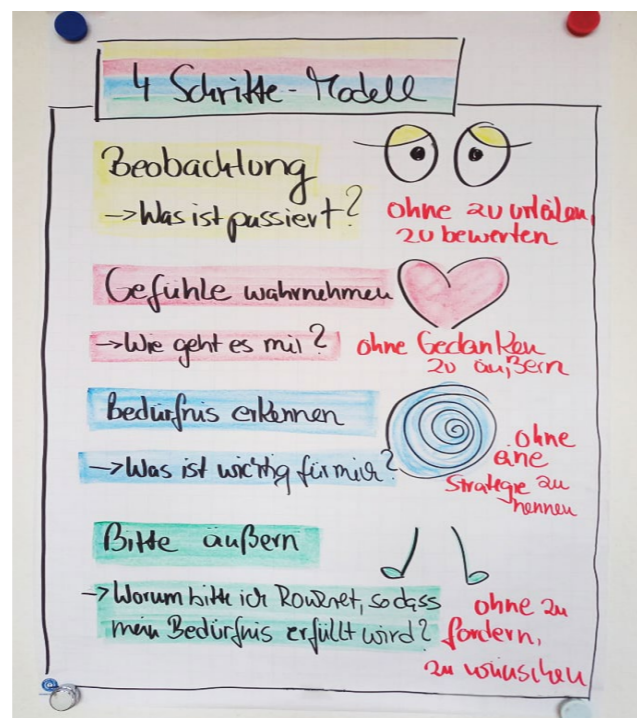 4 Schritte-Modell
Beobachtung
→ Was ist passiert?
ohne zu urteilen,
zu bewerten
Gefühle wahrnehmen
→ Wie geht es mir?
ohne Gedanken
zu äußern
Bedürfnis erkennen
→ Was ist wichtig für mich?
ohne
eine
Strategie zu
nennen
Bitte äußern
→ Worum bitte ich konkret, sodass
mein Bedürfnis erfüllt wird?
ohne zu
fordern,
zu wünschen